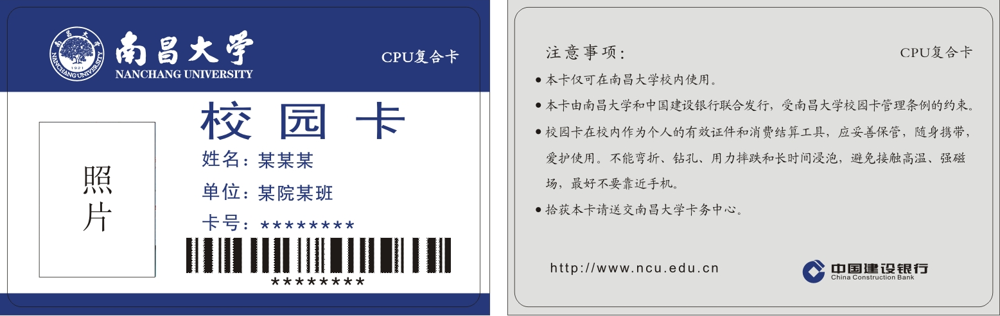 南昌大学
NANCHANG UNIVERSITY
1921
南昌大学
NANCHANG UNIVERSITY
CPU复合卡
校园卡
照片
姓名：某某某
单位：某院某班
卡号：********
********
注意事项：
CPU复合卡
●本卡仅可在南昌大学校内使用。
●本卡由南昌大学和中国建设银行联合发行，受南昌大学校园卡管理条例的约束。
●校园卡在校内作为个人的有效证件和消费结算工具，应妥善保管，随身携带，
爱护使用。不能弯折、钻孔、用力摔跌和长时间浸泡，避免接触高温、强磁
场，最好不要靠近手机。
●拾获本卡请送交南昌大学卡务中心。
http://www.ncu.edu.cn
中国建设银行
China Construction Bank